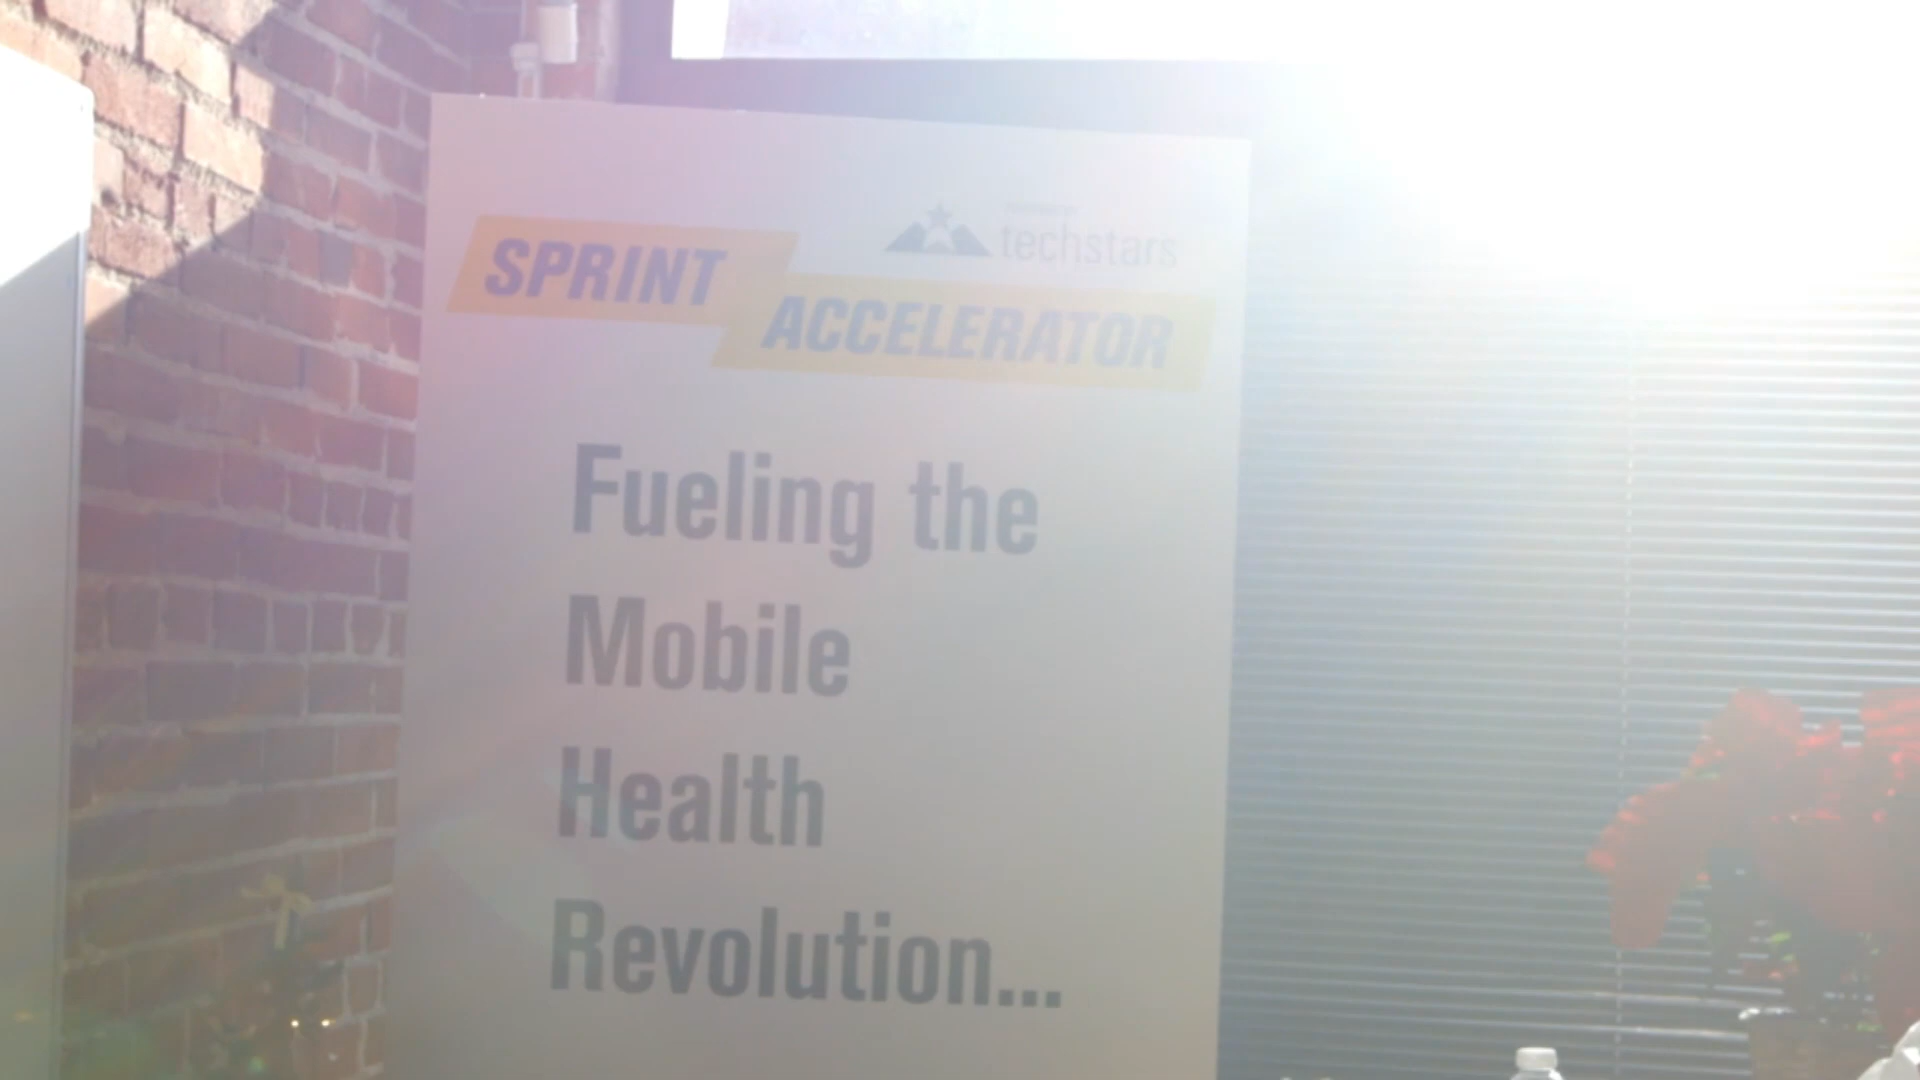 techstars
SPRINT
ACCELERATOR
Fueling the
Mobile
Health
Revolution...